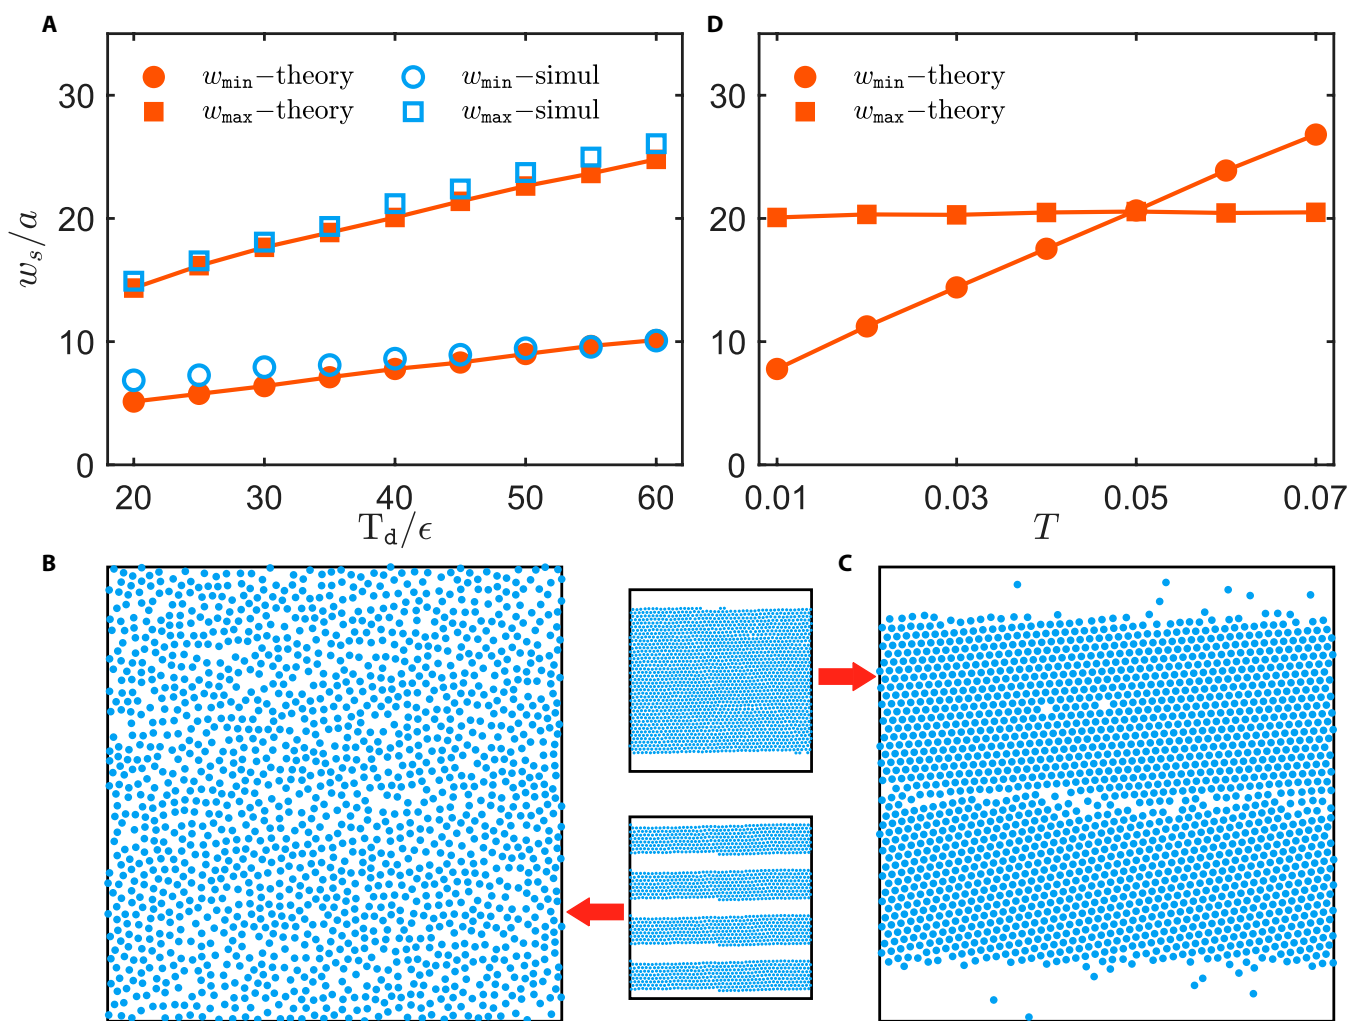 A
D
w_min−theory w_min−simul
w_max−theory w_max−simul
w_min−theory
w_max−theory
30
20
10
0
w_s/a
20 30 40 50 60
T_d/ϵ
30
20
10
0
0.01 0.03 0.05 0.07
T
B
C